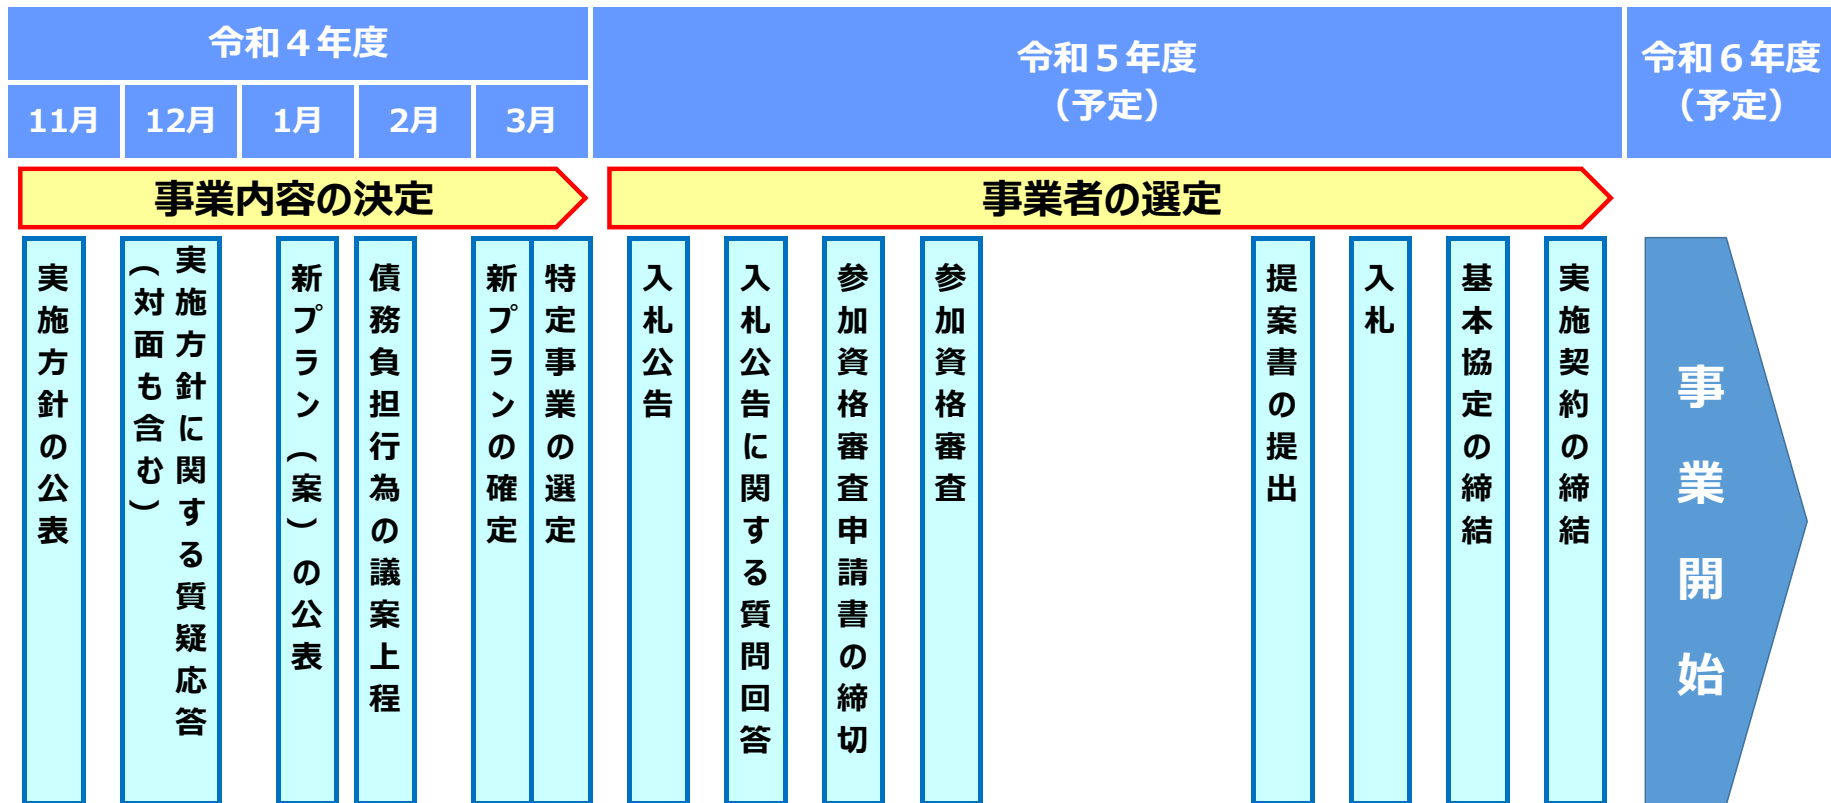 令和４年度
令和５年度
（予定）
令和６年度
（予定）
11月
12月
1月
2月
3月
事業内容の決定
事業者の選定
実施方針の公表
実施方針に関する質疑応答
（対面も含む）
新プラン（案）の公表
債務負担行為の議案上程
新プランの確定
特定事業の選定
入札公告
入札公告に関する質問回答
参加資格審査申請書の締切
参加資格審査
提案書の提出
入札
基本協定の締結
実施契約の締結
事業開始